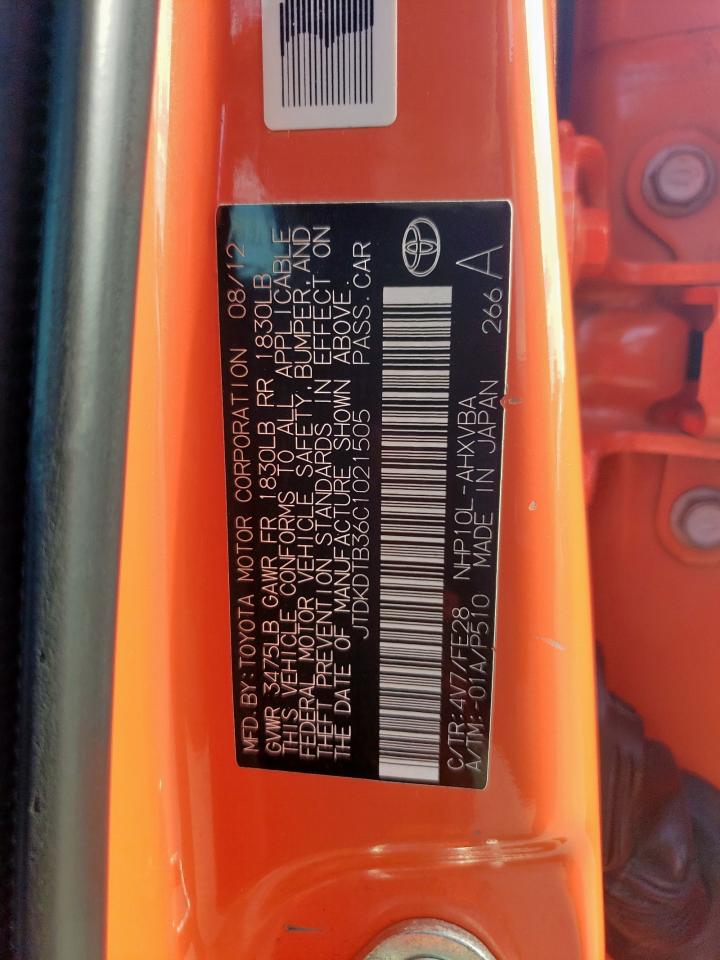 MFD. BY: TOYOTA MOTOR CORPORATION 08/12
GVWR 3475LB GAWR FR 1830LB RR 1830LB
THIS VEHICLE CONFORMS TO ALL APPLICABLE
FEDERAL MOTOR VEHICLE SAFETY, BUMPER, AND
THEFT PREVENTION STANDARDS IN EFFECT ON
THE DATE OF MANUFACTURE SHOWN ABOVE.
JTDKDTB36C1021505 PASS. CAR
C/TR: 4V7/FE28 NHP10L-AHXVBA
A/TM: -01A/P510 MADE IN JAPAN 266 A